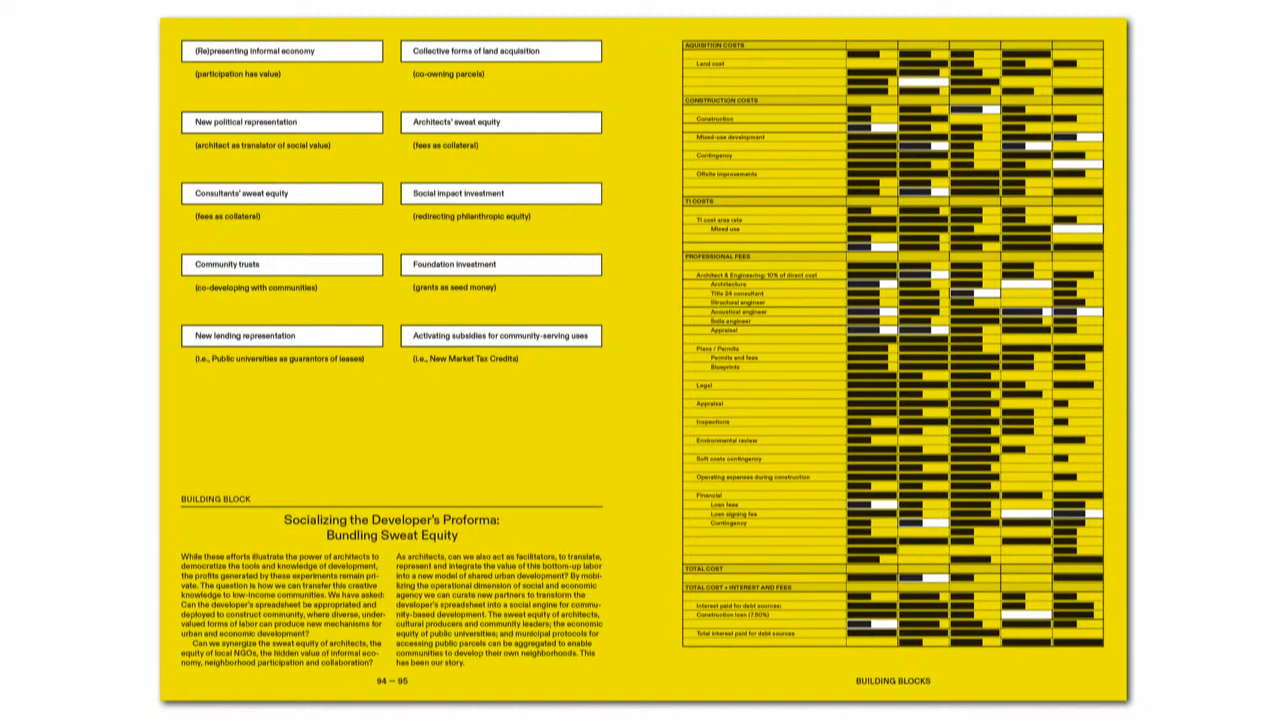 (Re)presenting informal economy
(participation has value)
Collective forms of land acquisition
(co-owning parcels)
New political representation
(architect as translator of social value)
Architects' sweat equity
(fees as collateral)
Consultants' sweat equity
(fees as collateral)
Social impact investment
(redirecting philanthropic equity)
Community trusts
(co-developing with communities)
Foundation investment
(grants as seed money)
New lending representation
(i.e., Public universities as guarantors of leases)
Activating subsidies for community-serving uses
(i.e., New Market Tax Credits)
BUILDING BLOCK
Socializing the Developer's Proforma:
Bundling Sweat Equity
While these efforts illustrate the power of architects to
democratize the tools and knowledge of development,
the profits generated by these experiments remain pri-
vate. The question is how we can transfer this creative
knowledge to low-income communities. We have asked:
Can the developer's spreadsheet be appropriated and
deployed to construct community, where diverse, under-
valued forms of labor can produce new mechanisms for
urban and economic development?
Can we synergize the sweat equity of architects, the
equity of local NGOs, the hidden value of informal eco-
nomy, neighborhood participation and collaboration?
As architects, can we also act as facilitators, to translate,
represent and integrate the value of this bottom-up labor
into a new model of shared urban development? By mobi-
lizing the operational dimension of social and economic
agency we can curate new partners to transform the
developer's spreadsheet into a social engine for commu-
nity-based development. The sweat equity of architects,
cultural producers and community leaders; the economic
equity of public universities; and municipal protocols for
accessing public parcels can be aggregated to enable
communities to develop their own neighborhoods. This
has been our story.
94 — 95
AQUISITION COSTS
Land cost
CONSTRUCTION COSTS
Construction
Mixed-use development
Contingency
Offsite improvements
TI COSTS
TI cost area rate
Mixed use
PROFESSIONAL FEES
Architect & Engineering: 10% of direct cost
Architecture
Title 24 consultant
Structural engineer
Acoustical engineer
Soils engineer
Appraisal
Plans / Permits
Permits and fees
Blueprints
Legal
Appraisal
Inspections
Environmental review
Soft costs contingency
Operating expenses during construction
Financial
Loan fees
Loan signing fee
Contingency
TOTAL COST
TOTAL COST + INTEREST AND FEES
Interest paid for debt sources:
Construction loan (7.50%)
Total interest paid for debt sources
BUILDING BLOCKS